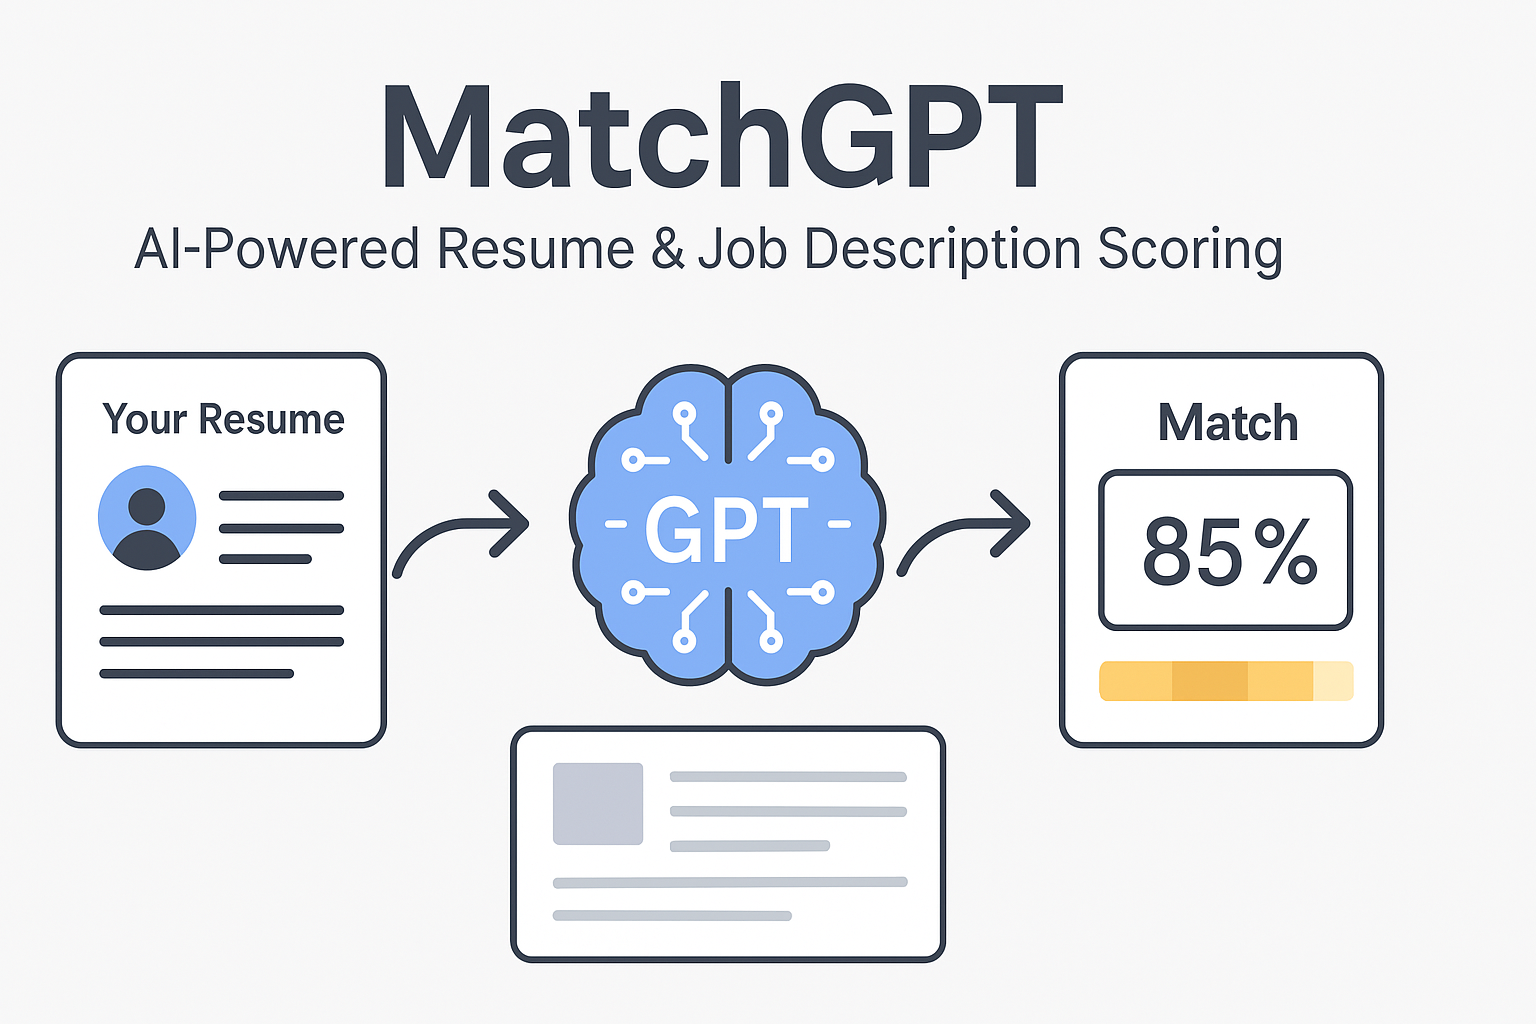 MatchGPT
AI-Powered Resume & Job Description Scoring
Your Resume
GPT
Match
85%